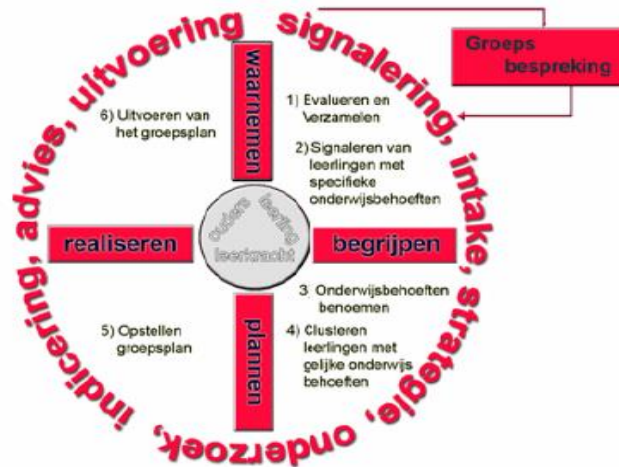 signalering, intake, strategie, onderzoek, indicering, advies, uitvoering
Groeps
bespreking
waarnemen
1) Evalueren en
Verzamelen
2) Signaleren van
leerlingen met
specifieke
onderwijsbehoeften
6) Uitvoeren van
het groepsplan
ouders
leerling
leerkracht
realiseren
begrijpen
3 Onderwijsbehoeften
benoemen
4) Clusteren
leerlingen met
gelijke onderwijs
behoeften
5) Opstellen
groepsplan
plannen